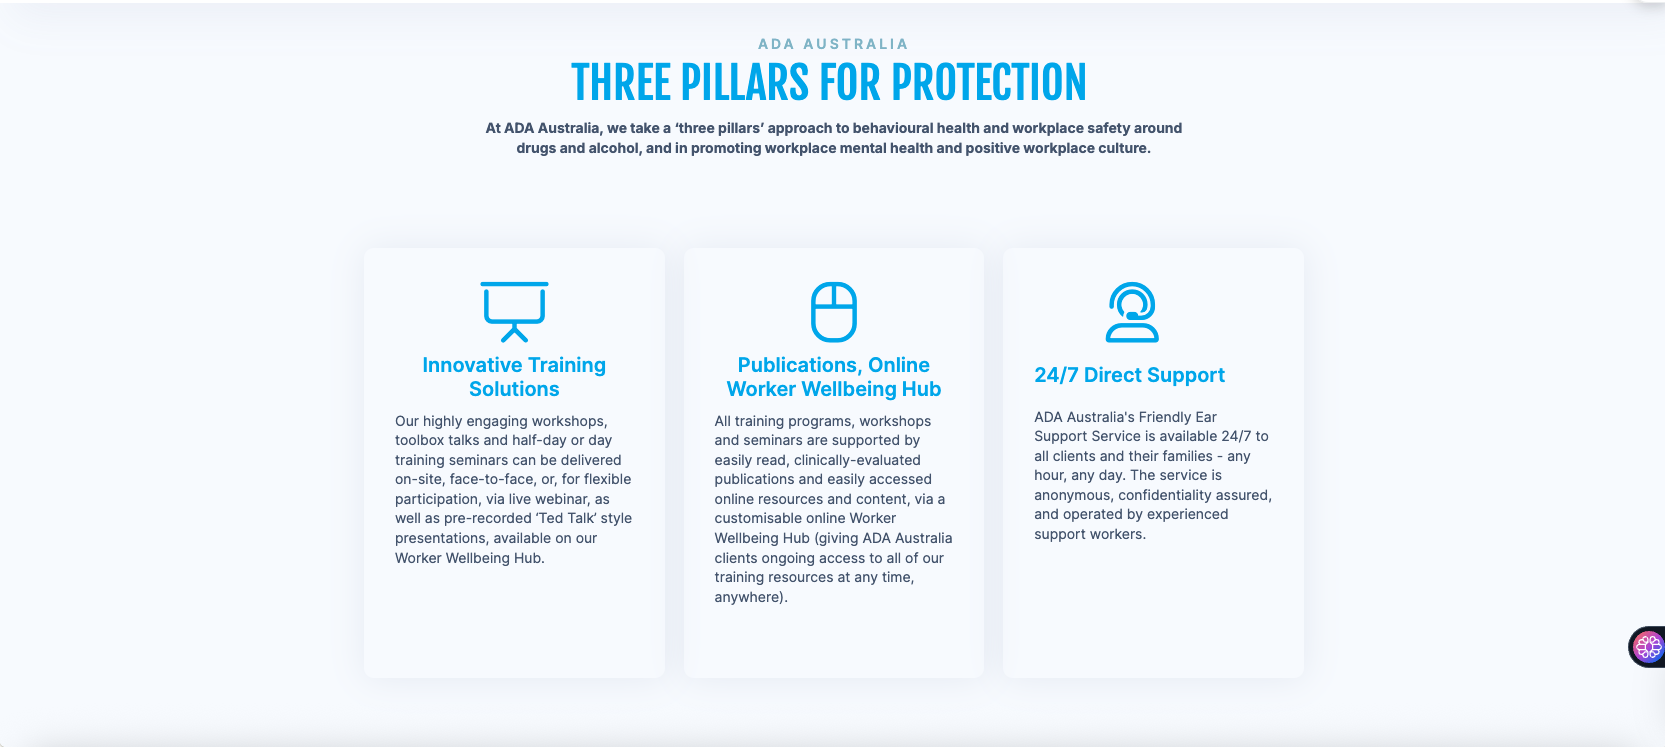 ADA AUSTRALIA
THREE PILLARS FOR PROTECTION
At ADA Australia, we take a ‘three pillars’ approach to behavioural health and workplace safety around
drugs and alcohol, and in promoting workplace mental health and positive workplace culture.
Innovative Training
Solutions
Our highly engaging workshops,
toolbox talks and half-day or day
training seminars can be delivered
on-site, face-to-face, or, for flexible
participation, via live webinar, as
well as pre-recorded ‘Ted Talk’ style
presentations, available on our
Worker Wellbeing Hub.
Publications, Online
Worker Wellbeing Hub
All training programs, workshops
and seminars are supported by
easily read, clinically-evaluated
publications and easily accessed
online resources and content, via a
customisable online Worker
Wellbeing Hub (giving ADA Australia
clients ongoing access to all of our
training resources at any time,
anywhere).
24/7 Direct Support
ADA Australia's Friendly Ear
Support Service is available 24/7 to
all clients and their families - any
hour, any day. The service is
anonymous, confidentiality assured,
and operated by experienced
support workers.